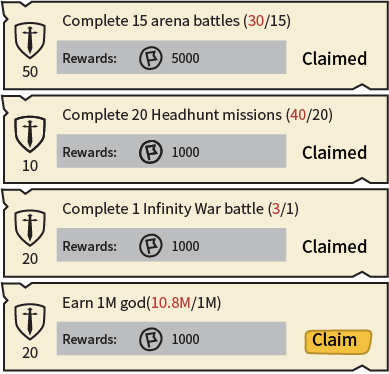 Complete 15 arena battles (30/15)
Rewards: 5000
Claimed
50
Complete 20 Headhunt missions (40/20)
Rewards: 1000
Claimed
10
Complete 1 Infinity War battle (3/1)
Rewards: 1000
Claimed
20
Earn 1M god(10.8M/1M)
Rewards: 1000
Claim
20